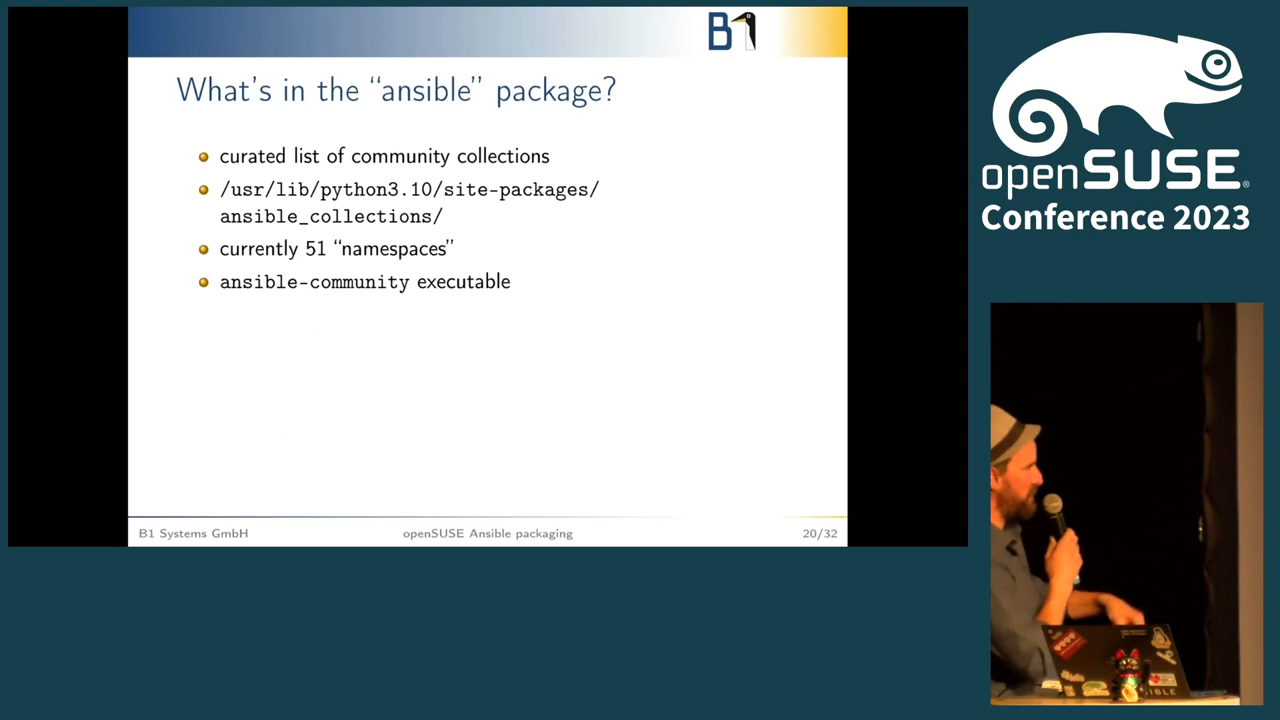 B1
What's in the “ansible” package?
curated list of community collections
/usr/lib/python3.10/site-packages/
ansible_collections/
currently 51 “namespaces”
ansible-community executable
B1 Systems GmbH
openSUSE Ansible packaging
20/32
openSUSE®
Conference 2023
IBLE